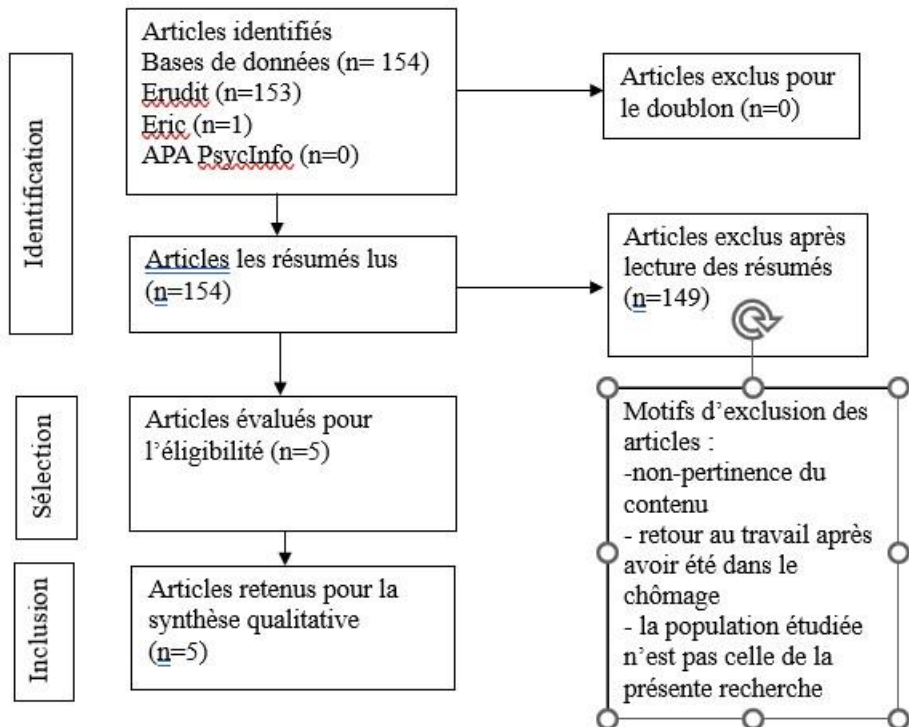 Identification
Articles identifiés
Bases de données (n= 154)
Erudit (n=153)
Eric (n=1)
APA PsycInfo (n=0)
Articles exclus pour
le doublon (n=0)
Articles les résumés lus
(n=154)
Articles exclus après
lecture des résumés
(n=149)
Sélection
Articles évalués pour
l’éligibilité (n=5)
Motifs d’exclusion des
articles :
-non-pertinence du
contenu
- retour au travail après
avoir été dans le
chômage
- la population étudiée
n’est pas celle de la
présente recherche
Inclusion
Articles retenus pour la
synthèse qualitative
(n=5)